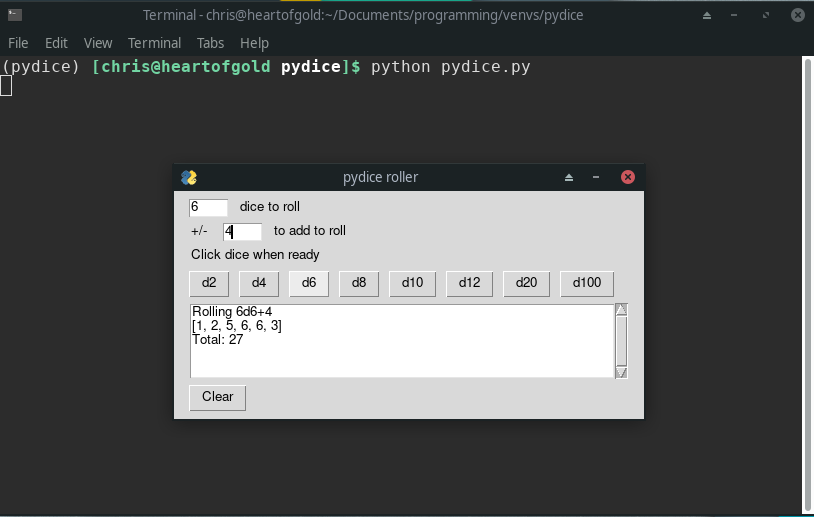 Terminal - chris@heartofgold:~/Documents/programming/venvs/pydice
File Edit View Terminal Tabs Help
(pydice) [chris@heartofgold pydice]$ python pydice.py
pydice roller
6 dice to roll
+/- 4 to add to roll
Click dice when ready
d2 d4 d6 d8 d10 d12 d20 d100
Rolling 6d6+4
[1, 2, 5, 6, 6, 3]
Total: 27
Clear